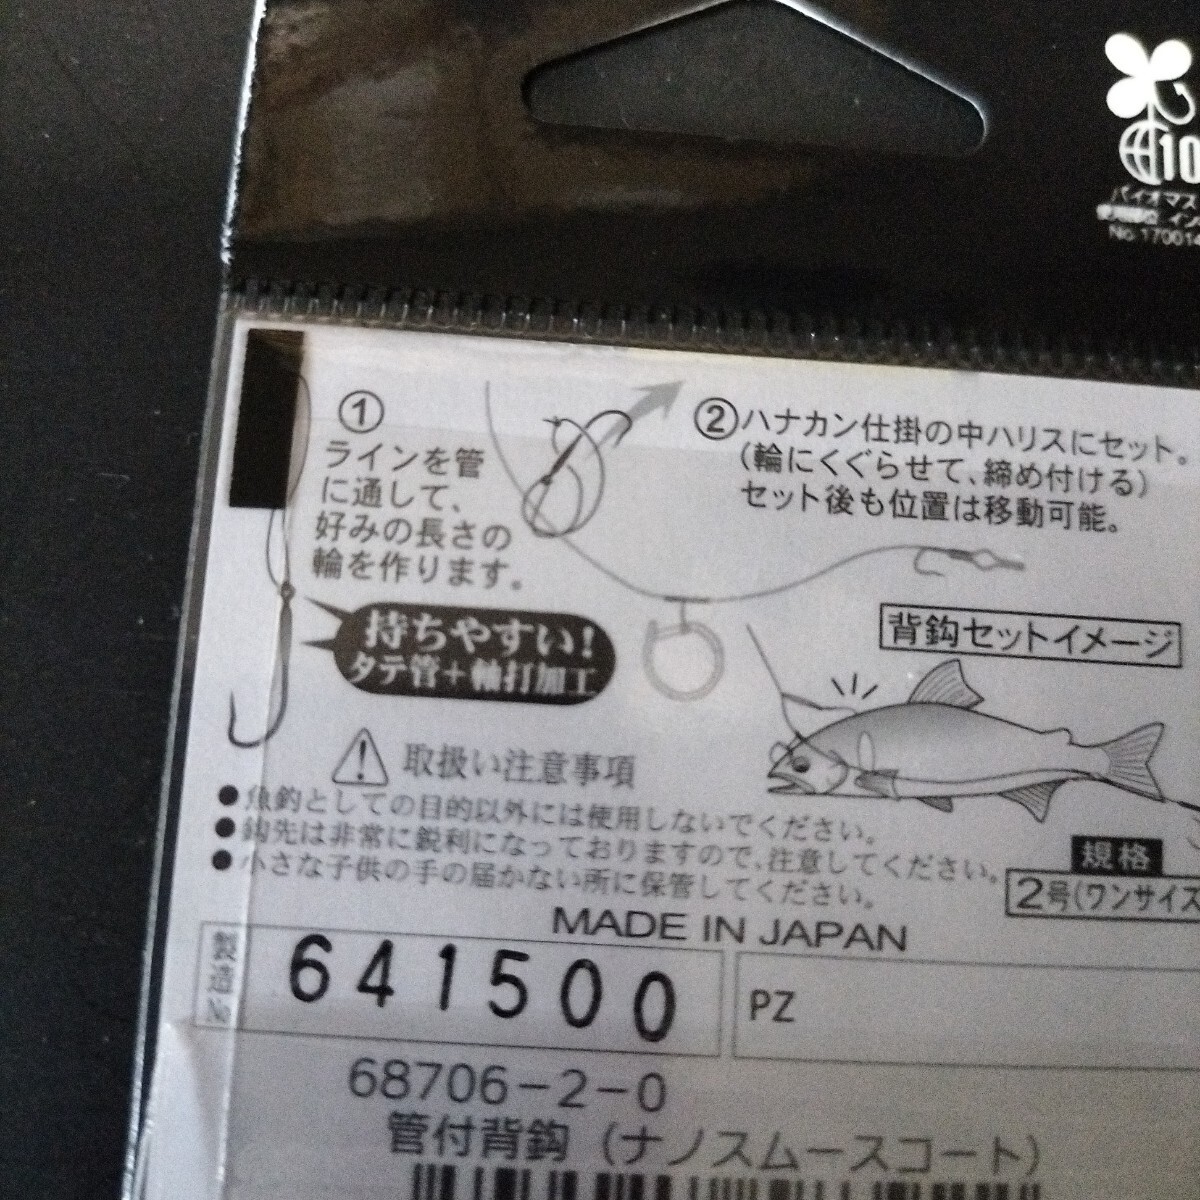 10
バイオマス
No.170014
①
ラインを管
に通して、
好みの長さの
輪を作ります。
持ちやすい!
タテ管+軸打加工
②ハナカン仕掛の中ハリスにセット。
(輪にくぐらせて、締め付ける)
セット後も位置は移動可能。
背鈎セットイメージ
取扱い注意事項
●魚釣としての目的以外には使用しないでください。
●鈎先は非常に鋭利になっておりますので、注意してください。
●小さな子供の手の届かない所に保管してください。
規格
2号(ワンサイズ
MADE IN JAPAN
製造No
641500
PZ
68706-2-0
管付背鈎(ナノスムースコート)